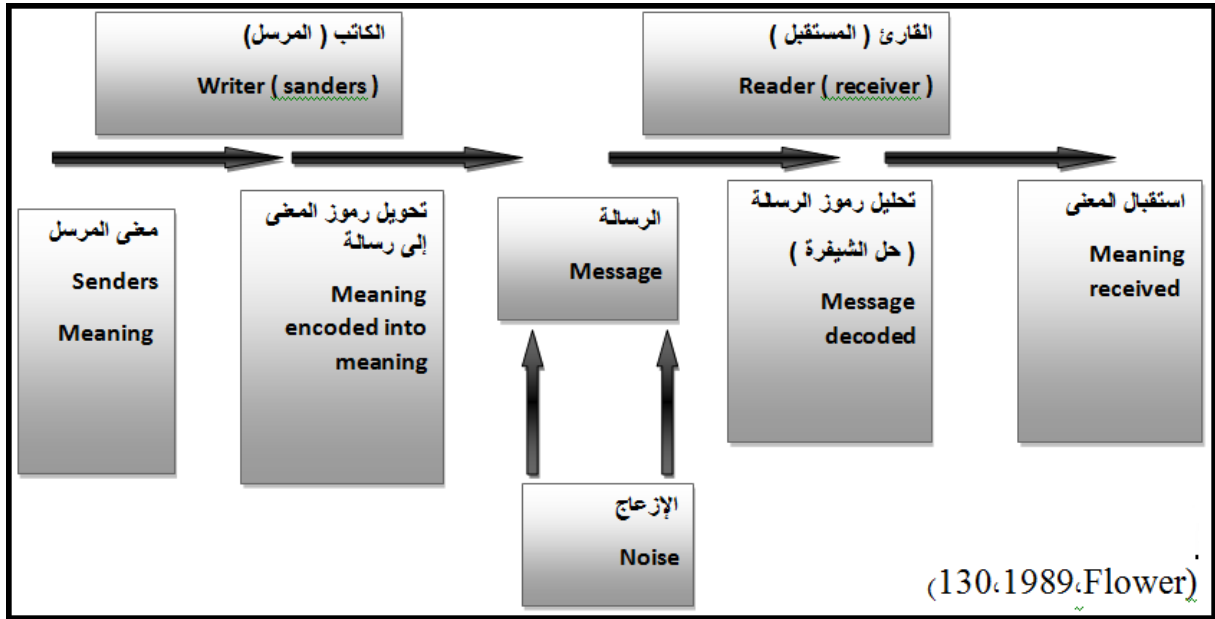 الكاتب ( المرسل)
Writer ( sanders )
القارئ ( المستقبل )
Reader ( receiver )
معنى المرسل
Senders
Meaning
تحويل رموز المعنى
إلى رسالة
Meaning
encoded into
meaning
الرسالة
Message
تحليل رموز الرسالة
( حل الشيفرة )
Message
decoded
استقبال المعنى
Meaning
received
الإزعاج
Noise
(130،1989،Flower)